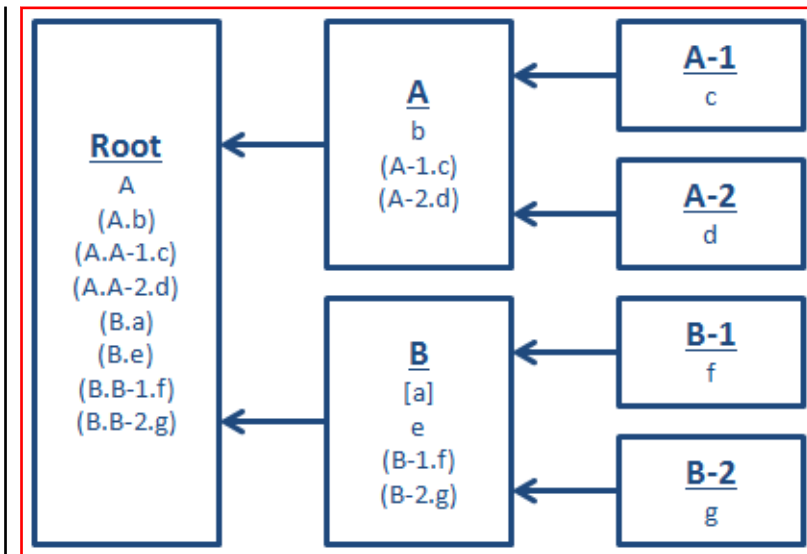 Root
A
(A.b)
(A.A-1.c)
(A.A-2.d)
(B.a)
(B.e)
(B.B-1.f)
(B.B-2.g)
A
b
(A-1.c)
(A-2.d)
B
[a]
e
(B-1.f)
(B-2.g)
A-1
c
A-2
d
B-1
f
B-2
g